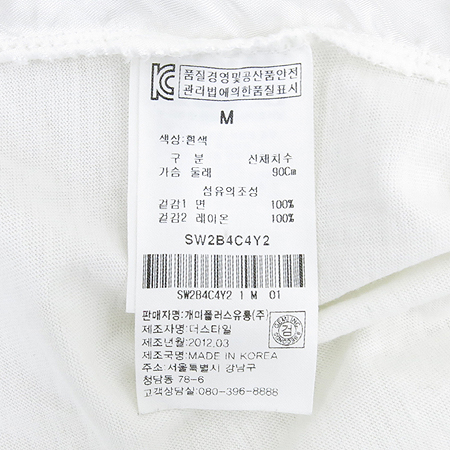 품질경영및공산품안전
관리법에의한품질표시
M
색상:흰색
구 분 신체치수
가슴 둘레 90Cm
섬유의조성
겉감1 면 100%
겉감2 레이온 100%
SW2B4C4Y2
SW2B4C4Y2 1 M 01
판매자명:개미플러스유통(주)
제조자명:더스타일
제조년월:2012.03
제조국명:MADE IN KOREA
주소:서울특별시 강남구
청담동 78-6
고객상담실:080-396-8888
검